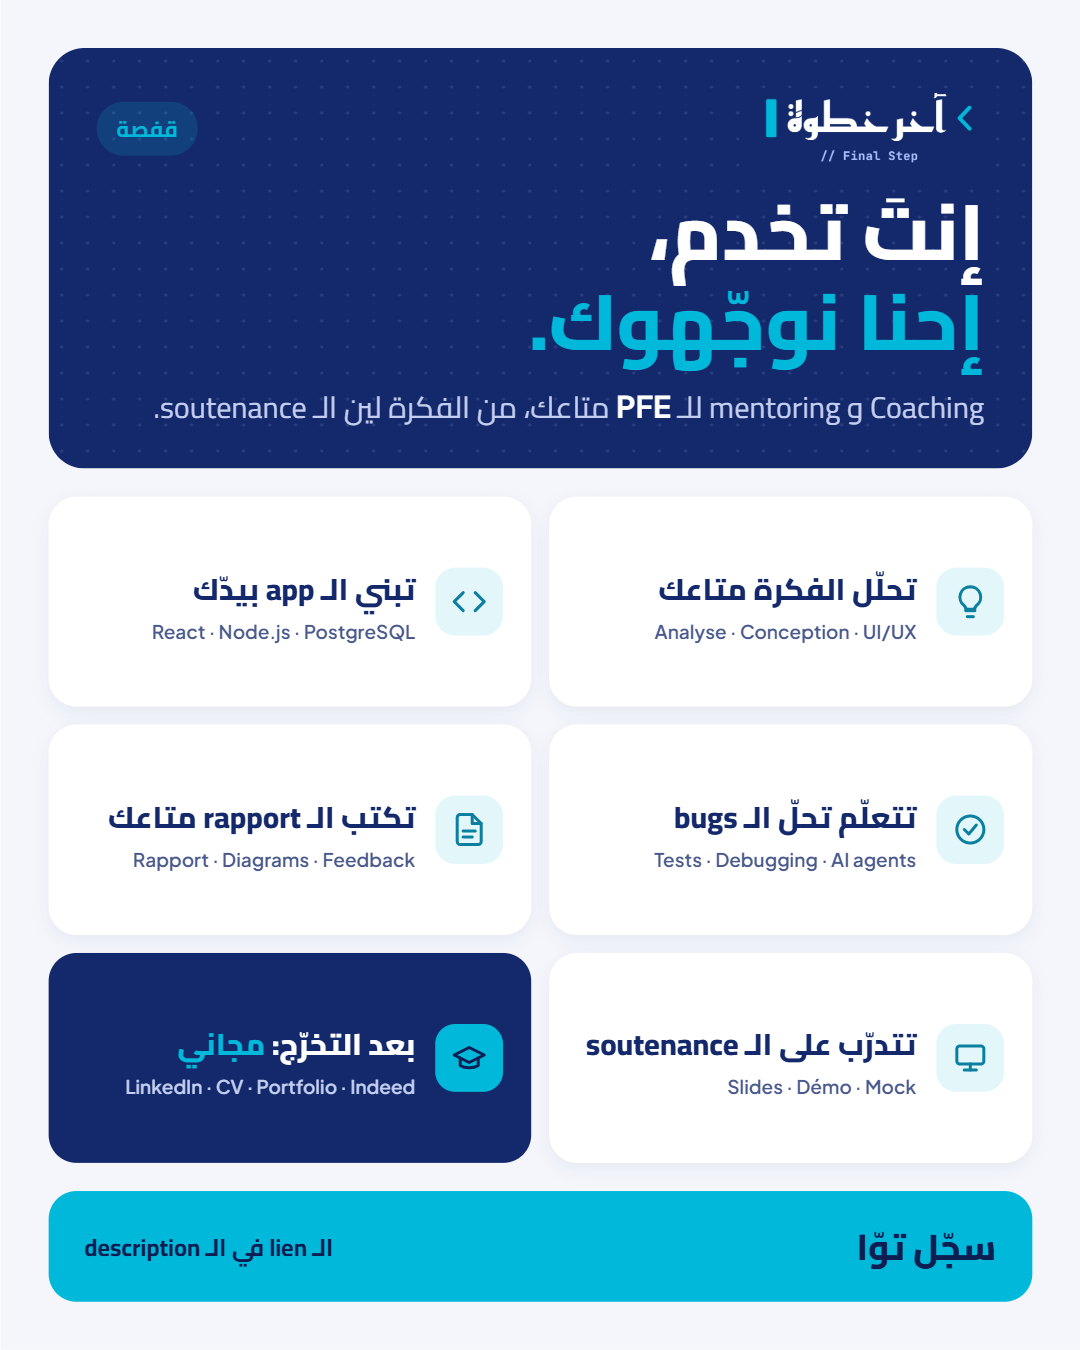 آخر خطوة
// Final Step
ڨفصة
إنتَ تخدم،
إحنا نوجّهوك.
Coaching و mentoring للـ PFE متاعك، من الفكرة لين الـ soutenance.
تحلّل الفكرة متاعك
Analyse · Conception · UI/UX
تبني الـ app بيدّك
React · Node.js · PostgreSQL
تتعلّم تحلّ الـ bugs
Tests · Debugging · AI agents
تكتب الـ rapport متاعك
Rapport · Diagrams · Feedback
تتدرّب على الـ soutenance
Slides · Démo · Mock
بعد التخرّج: مجاني
LinkedIn · CV · Portfolio · Indeed
سجّل توّا
الـ lien في الـ description